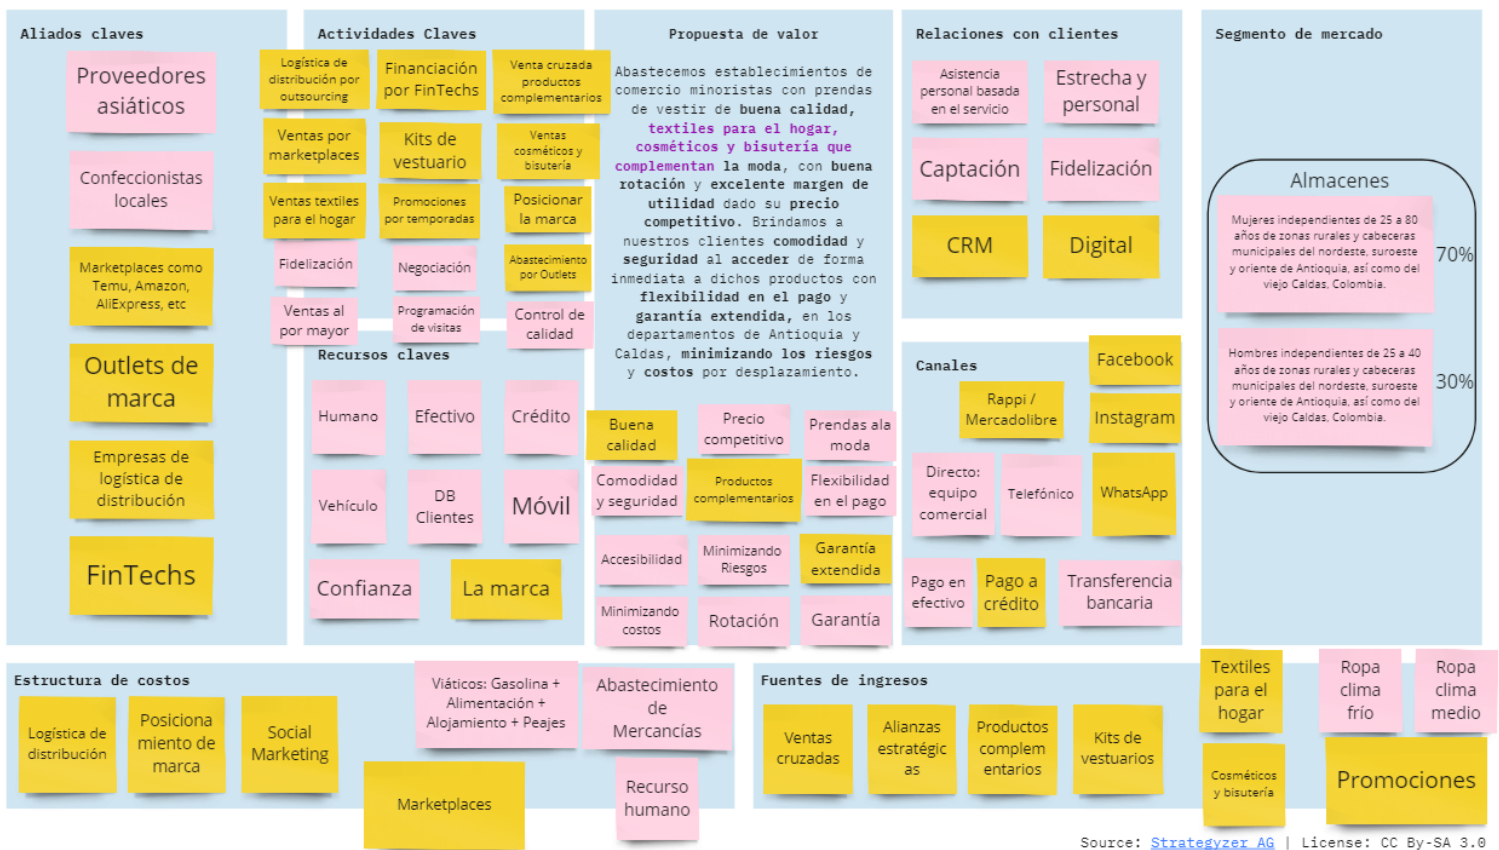 Aliados claves
Proveedores
asiáticos
Confeccionistas
locales
Marketplaces como
Temu, Amazon,
AliExpress, etc
Outlets de
marca
Empresas de
logística de
distribución
FinTechs
Actividades Claves
Logística de
distribución por
outsourcing
Financiación
por FinTechs
Venta cruzada
productos
complementarios
Ventas por
marketplaces
Kits de
vestuario
Ventas
cosméticos y
bisutería
Ventas textiles
para el hogar
Promociones
por temporadas
Posicionar
la marca
Fidelización
Negociación
Abastecimiento
por Outlets
Ventas al
por mayor
Programación
de visitas
Control de
calidad
Recursos claves
Humano
Efectivo
Crédito
Vehículo
DB
Clientes
Móvil
Confianza
La marca
Propuesta de valor
Abastecemos establecimientos de
comercio minoristas con prendas
de vestir de buena calidad,
textiles para el hogar,
cosméticos y bisutería que
complementan la moda, con buena
rotación y excelente margen de
utilidad dado su precio
competitivo. Brindamos a
nuestros clientes comodidad y
seguridad al acceder de forma
inmediata a dichos productos con
flexibilidad en el pago y
garantía extendida, en los
departamentos de Antioquia y
Caldas, minimizando los riesgos
y costos por desplazamiento.
Buena
calidad
Precio
competitivo
Prendas ala
moda
Comodidad
y seguridad
Productos
complementarios
Flexibilidad
en el pago
Accesibilidad
Minimizando
Riesgos
Garantía
extendida
Minimizando
costos
Rotación
Garantía
Relaciones con clientes
Asistencia
personal basada
en el servicio
Estrecha y
personal
Captación
Fidelización
CRM
Digital
Canales
Facebook
Rappi /
Mercadolibre
Instagram
Directo:
equipo
comercial
Telefónico
WhatsApp
Pago en
efectivo
Pago a
crédito
Transferencia
bancaria
Segmento de mercado
Almacenes
Mujeres independientes de 25 a 80
años de zonas rurales y cabeceras
municipales del nordeste, suroeste
y oriente de Antioquia, así como del
viejo Caldas, Colombia.
70%
Hombres independientes de 25 a 40
años de zonas rurales y cabeceras
municipales del nordeste, suroeste
y oriente de Antioquia, así como del
viejo Caldas, Colombia.
30%
Estructura de costos
Logística de
distribución
Posiciona
miento de
marca
Social
Marketing
Viáticos: Gasolina +
Alimentación +
Alojamiento + Peajes
Abastecimiento
de
Mercancías
Marketplaces
Recurso
humano
Fuentes de ingresos
Ventas
cruzadas
Alianzas
estratégic
as
Productos
complem
entarios
Kits de
vestuarios
Textiles
para el
hogar
Ropa
clima
frío
Ropa
clima
medio
Cosméticos
y bisutería
Promociones
Source: Strategyzer AG | License: CC By-SA 3.0